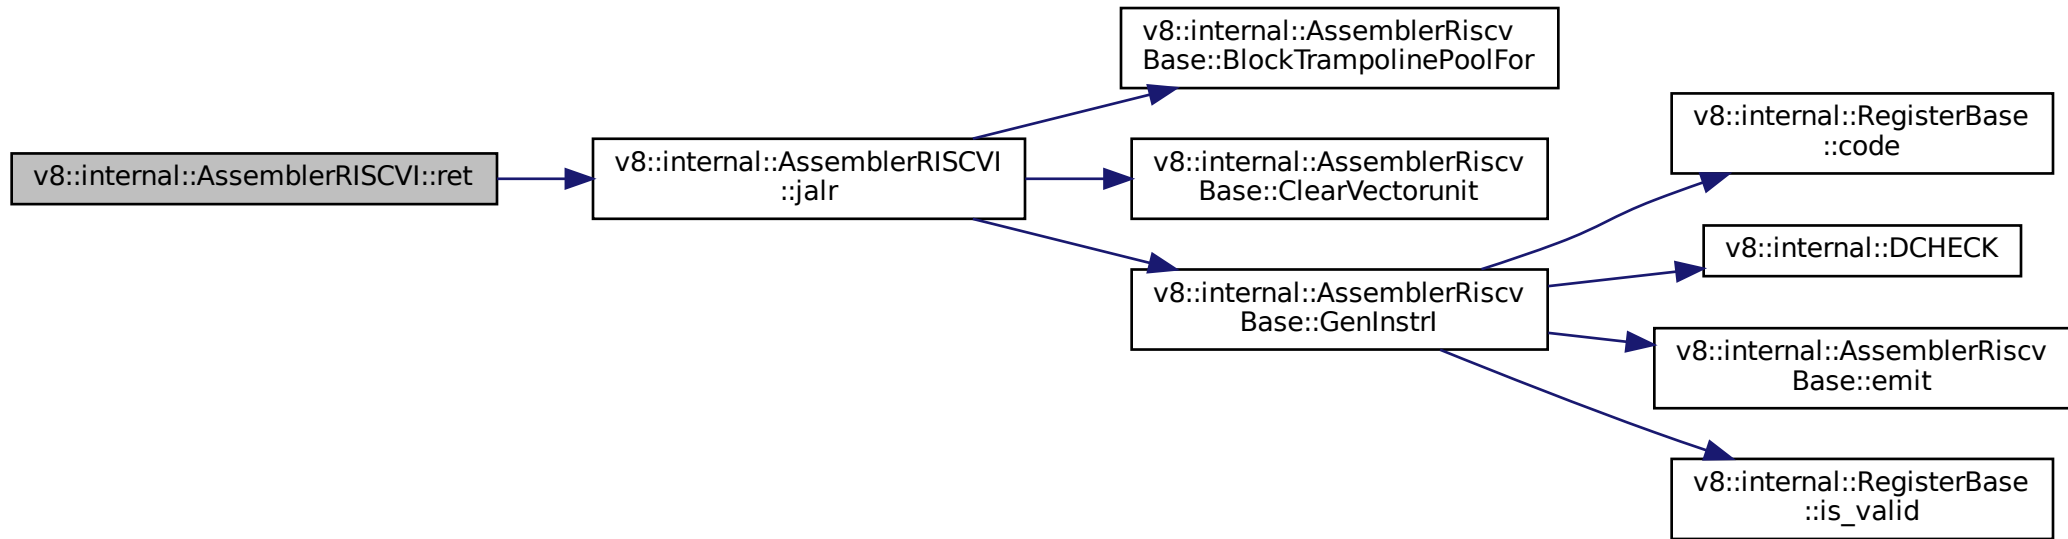 v8::internal::AssemblerRISCVI::ret
v8::internal::AssemblerRISCVI
::jalr
v8::internal::AssemblerRiscv
Base::BlockTrampolinePoolFor
v8::internal::AssemblerRiscv
Base::ClearVectorunit
v8::internal::AssemblerRiscv
Base::GenInstrI
v8::internal::RegisterBase
::code
v8::internal::DCHECK
v8::internal::AssemblerRiscv
Base::emit
v8::internal::RegisterBase
::is_valid